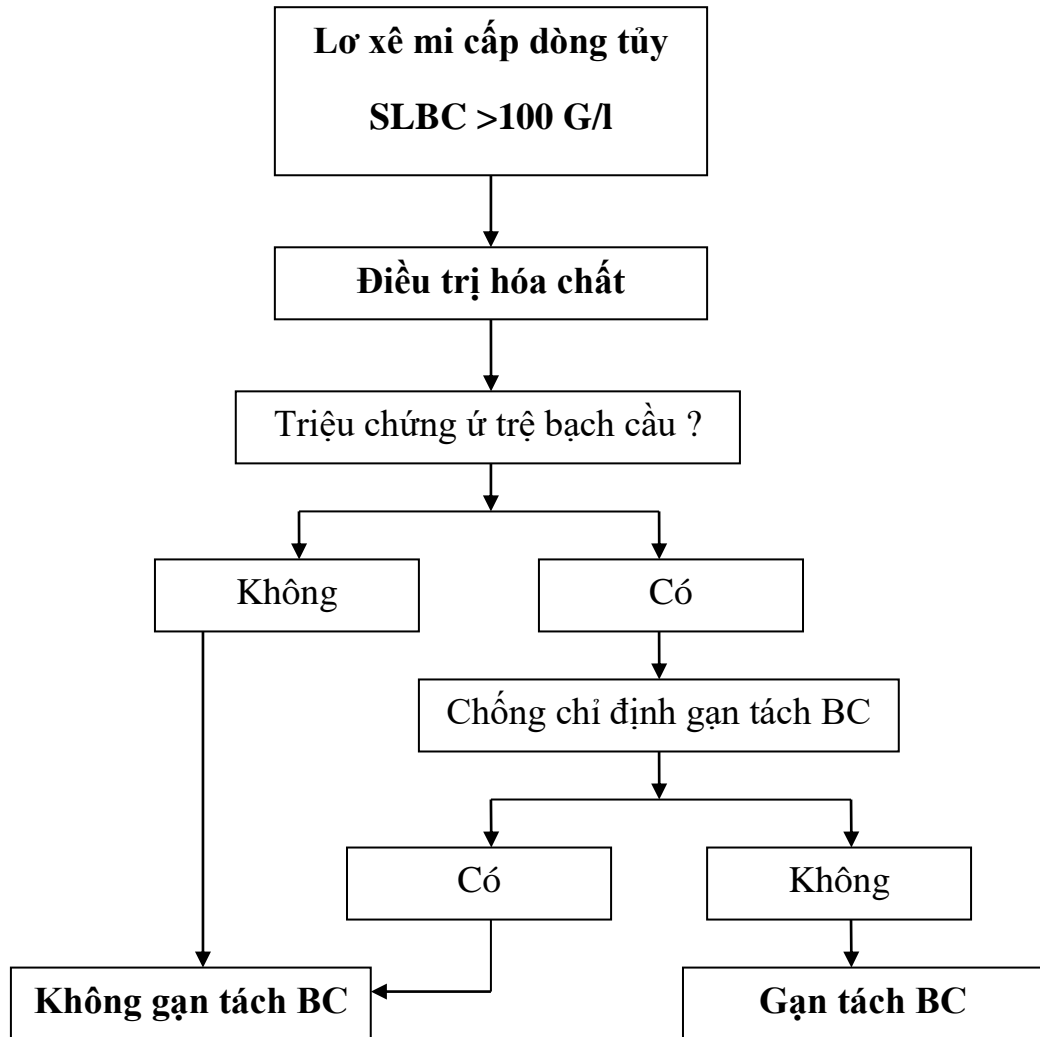 Lơ xê mi cấp dòng tủy
SLBC >100 G/l
Điều trị hóa chất
Triệu chứng ứ trệ bạch cầu ?
Không
Có
Chống chỉ định gạn tách BC
Có
Không
Không gạn tách BC
Gạn tách BC